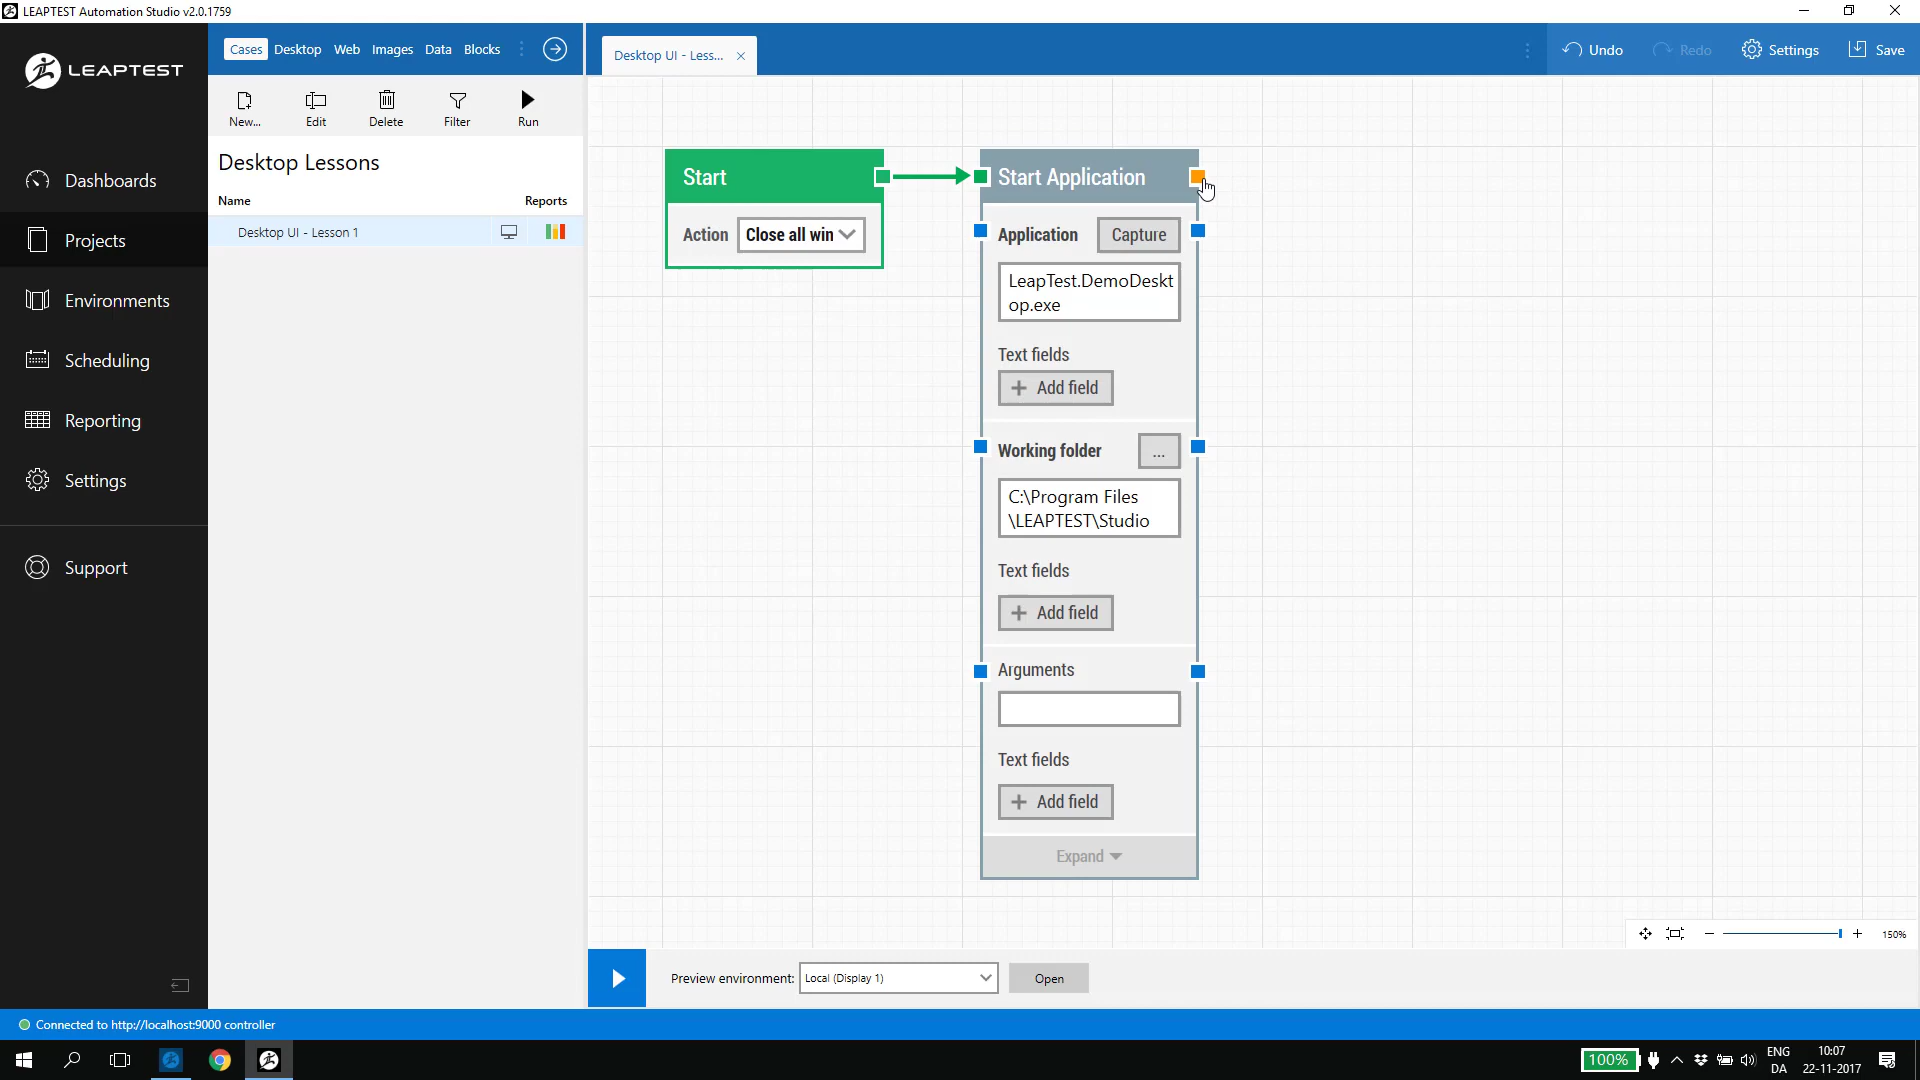 LEAPTEST Automation Studio v2.0.1759
LEAPTEST
Cases Desktop Web Images Data Blocks
Desktop UI - Less...
Undo Redo Settings Save
New... Edit Delete Filter Run
Dashboards
Projects
Environments
Scheduling
Reporting
Settings
Support
Desktop Lessons
Name Reports
Desktop UI - Lesson 1
Start
Action Close all win
Start Application
Application Capture
LeapTest.DemoDeskt
op.exe
Text fields
+ Add field
Working folder ...
C:\Program Files
\LEAPTEST\Studio
Text fields
+ Add field
Arguments
Text fields
+ Add field
Expand
150%
Preview environment: Local (Display 1) Open
Connected to http://localhost:9000 controller
100%
ENG
DA
10:07
22-11-2017